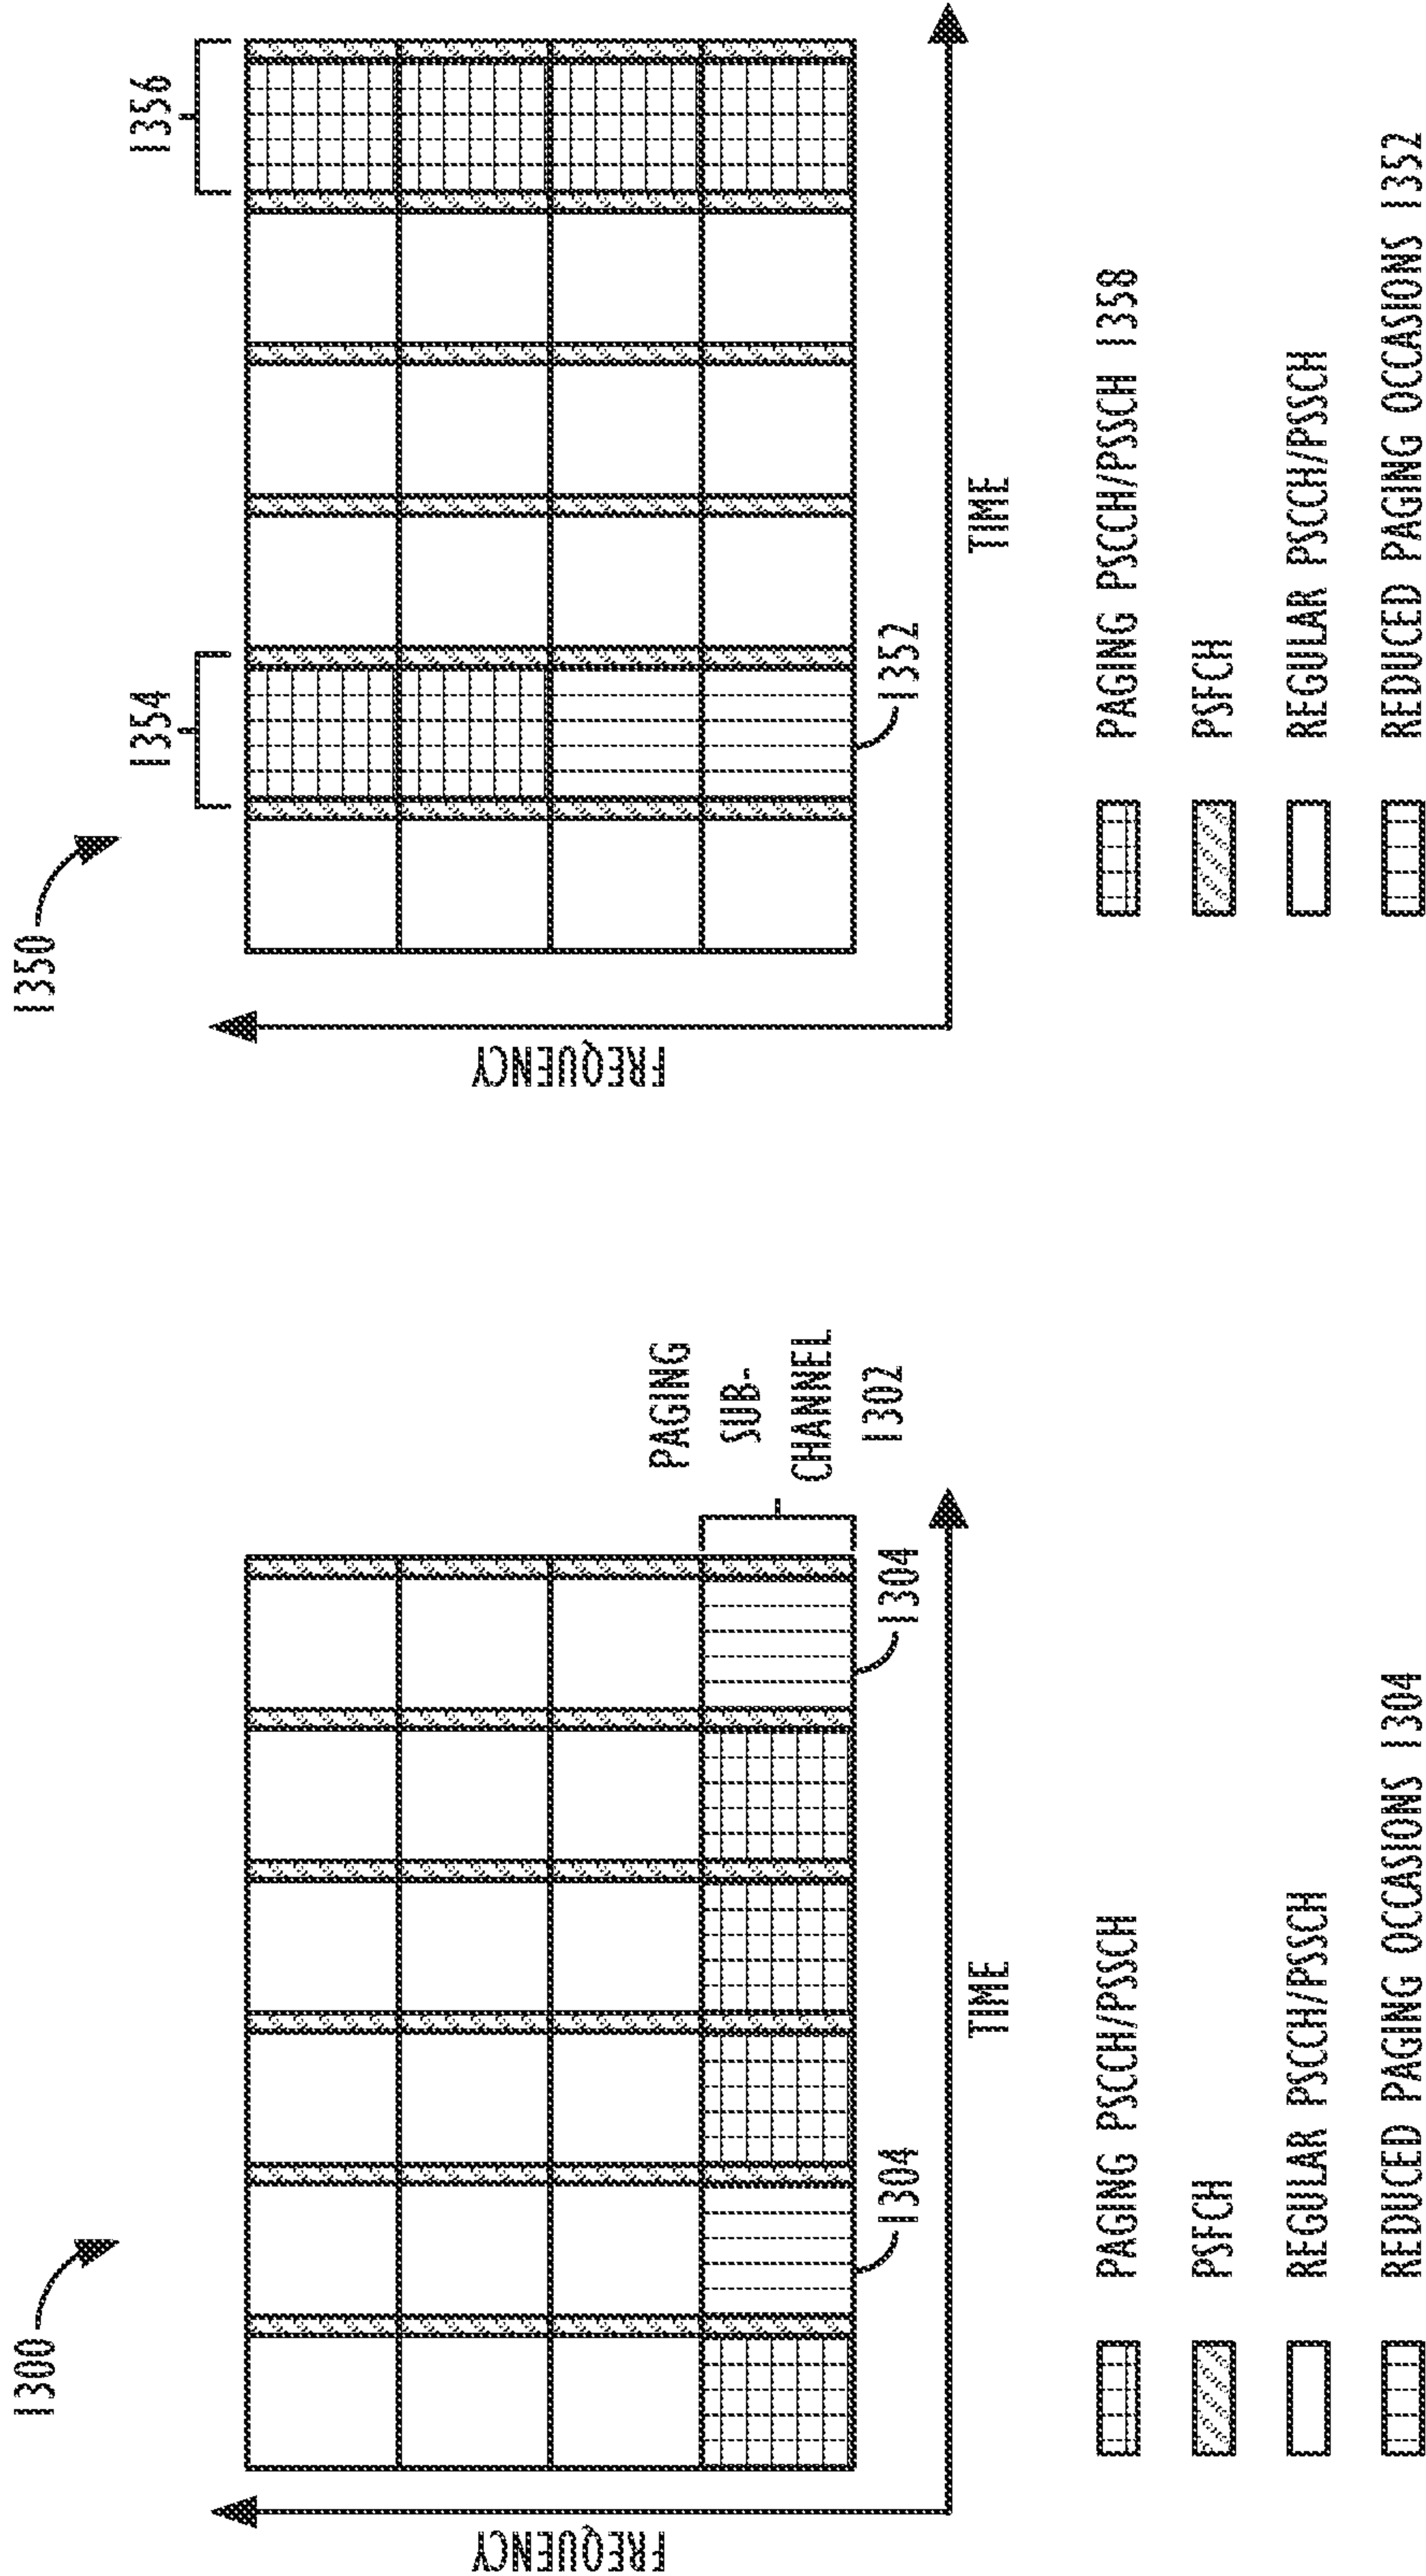 1300
FREQUENCY
1304
1304
PAGING
SUB-
CHANNEL
1302
TIME
PAGING PSCCH/PSSCH
PSFCH
REGULAR PSCCH/PSSCH
REDUCED PAGING OCCASIONS 1304
1350
1354
1356
FREQUENCY
1352
TIME
PAGING PSCCH/PSSCH 1358
PSFCH
REGULAR PSCCH/PSSCH
REDUCED PAGING OCCASIONS 1352